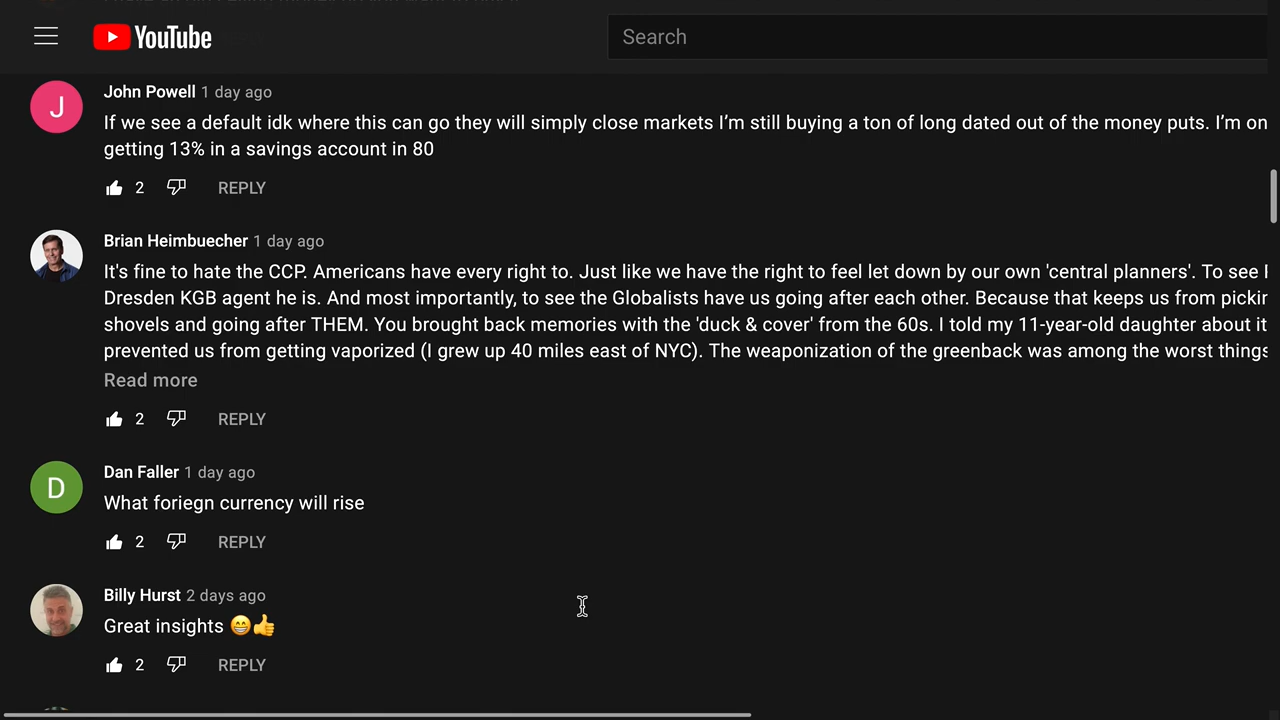 YouTube
Search
John Powell 1 day ago
If we see a default idk where this can go they will simply close markets I’m still buying a ton of long dated out of the money puts. I’m on
getting 13% in a savings account in 80
2 REPLY
Brian Heimbuecher 1 day ago
It's fine to hate the CCP. Americans have every right to. Just like we have the right to feel let down by our own 'central planners'. To see
Dresden KGB agent he is. And most importantly, to see the Globalists have us going after each other. Because that keeps us from
shovels and going after THEM. You brought back memories with the 'duck & cover' from the 60s. I told my 11-year-old daughter about it
prevented us from getting vaporized (I grew up 40 miles east of NYC). The weaponization of the greenback was among the worst things
Read more
2 REPLY
Dan Faller 1 day ago
What foriegn currency will rise
2 REPLY
Billy Hurst 2 days ago
Great insights 😁👍
2 REPLY